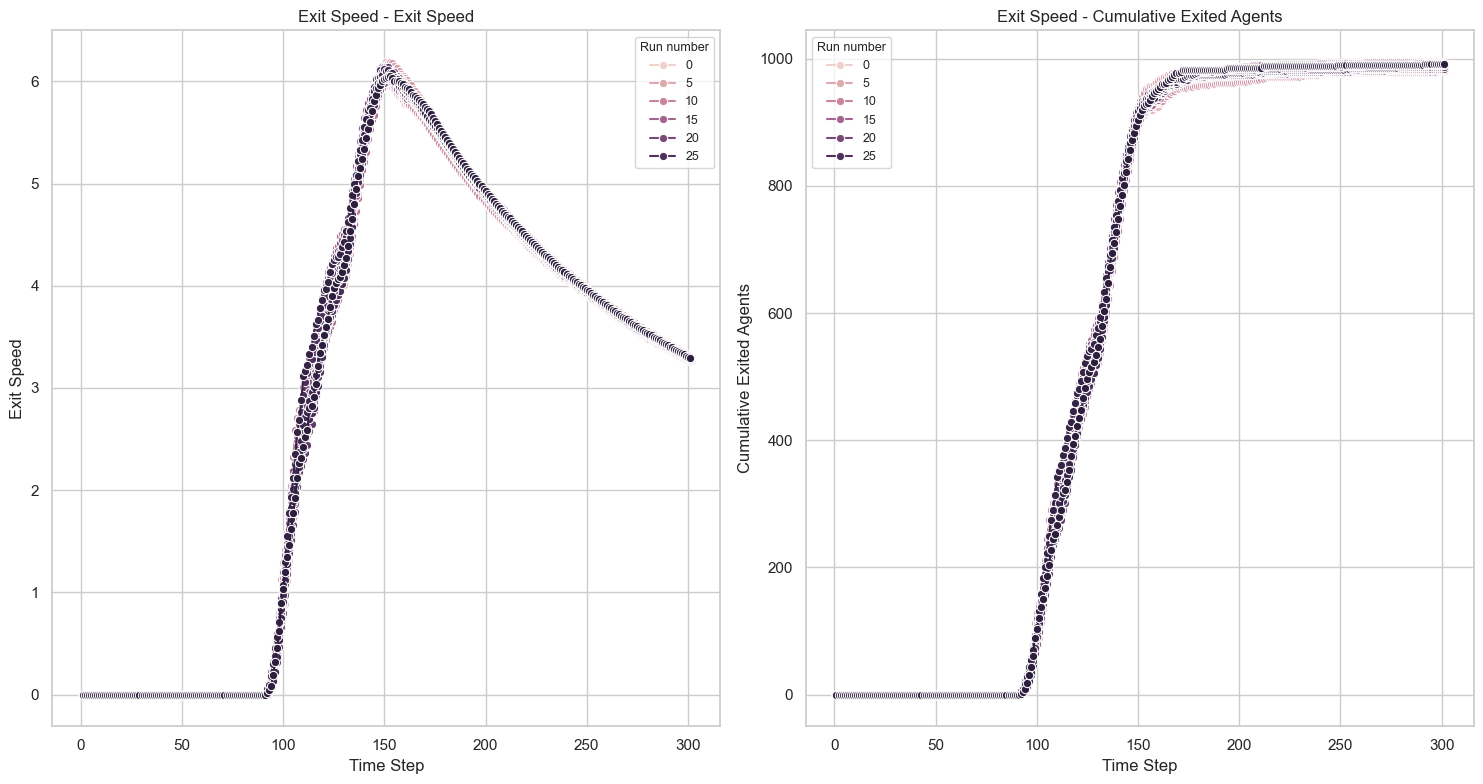 Exit Speed - Exit Speed
Exit Speed
6
5
4
3
2
1
0
0 50 100 150 200 250 300
Time Step
Run number
0
5
10
15
20
25
Exit Speed - Cumulative Exited Agents
Cumulative Exited Agents
1000
800
600
400
200
0
0 50 100 150 200 250 300
Time Step
Run number
0
5
10
15
20
25